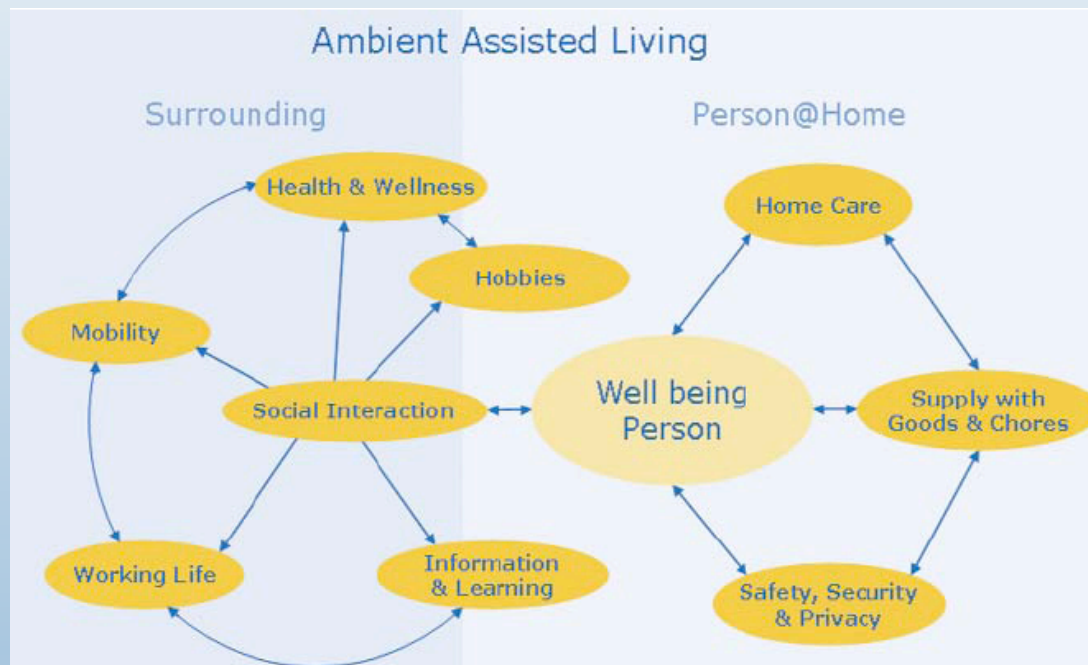 Ambient Assisted Living
Surrounding
Person@Home
Health & Wellness
Home Care
Hobbies
Mobility
Social Interaction
Well being
Person
Supply with
Goods & Chores
Working Life
Information
& Learning
Safety, Security
& Privacy